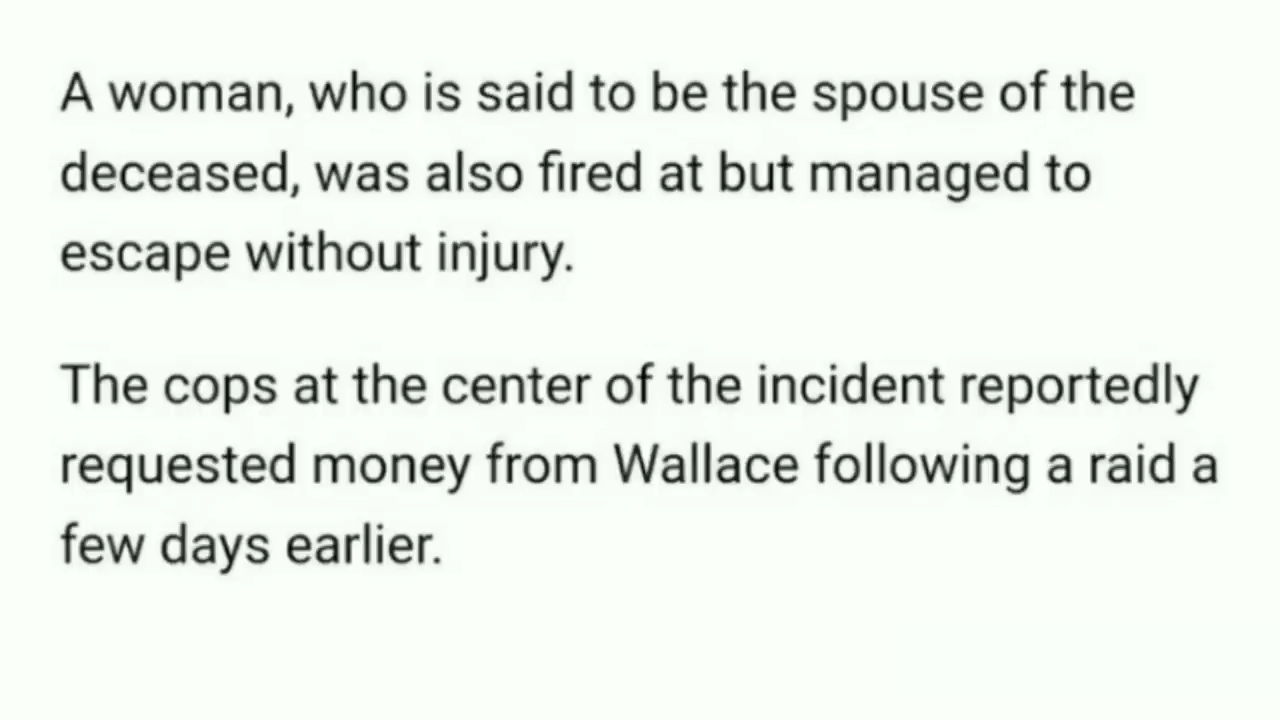 A woman, who is said to be the spouse of the
deceased, was also fired at but managed to
escape without injury.
The cops at the center of the incident reportedly
requested money from Wallace following a raid a
few days earlier.